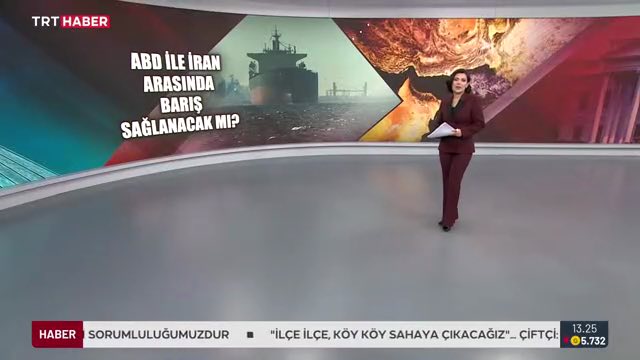 TRT HABER
ABD İLE İRAN
ARASINDA
BARIŞ
SAĞLANACAK MI?
HABER
SORUMLULUĞUMUZDUR ■ "İLÇE İLÇE, KÖY KÖY SAHAYA ÇIKACAĞIZ"... ÇİFTÇİ:
13.25
5.732